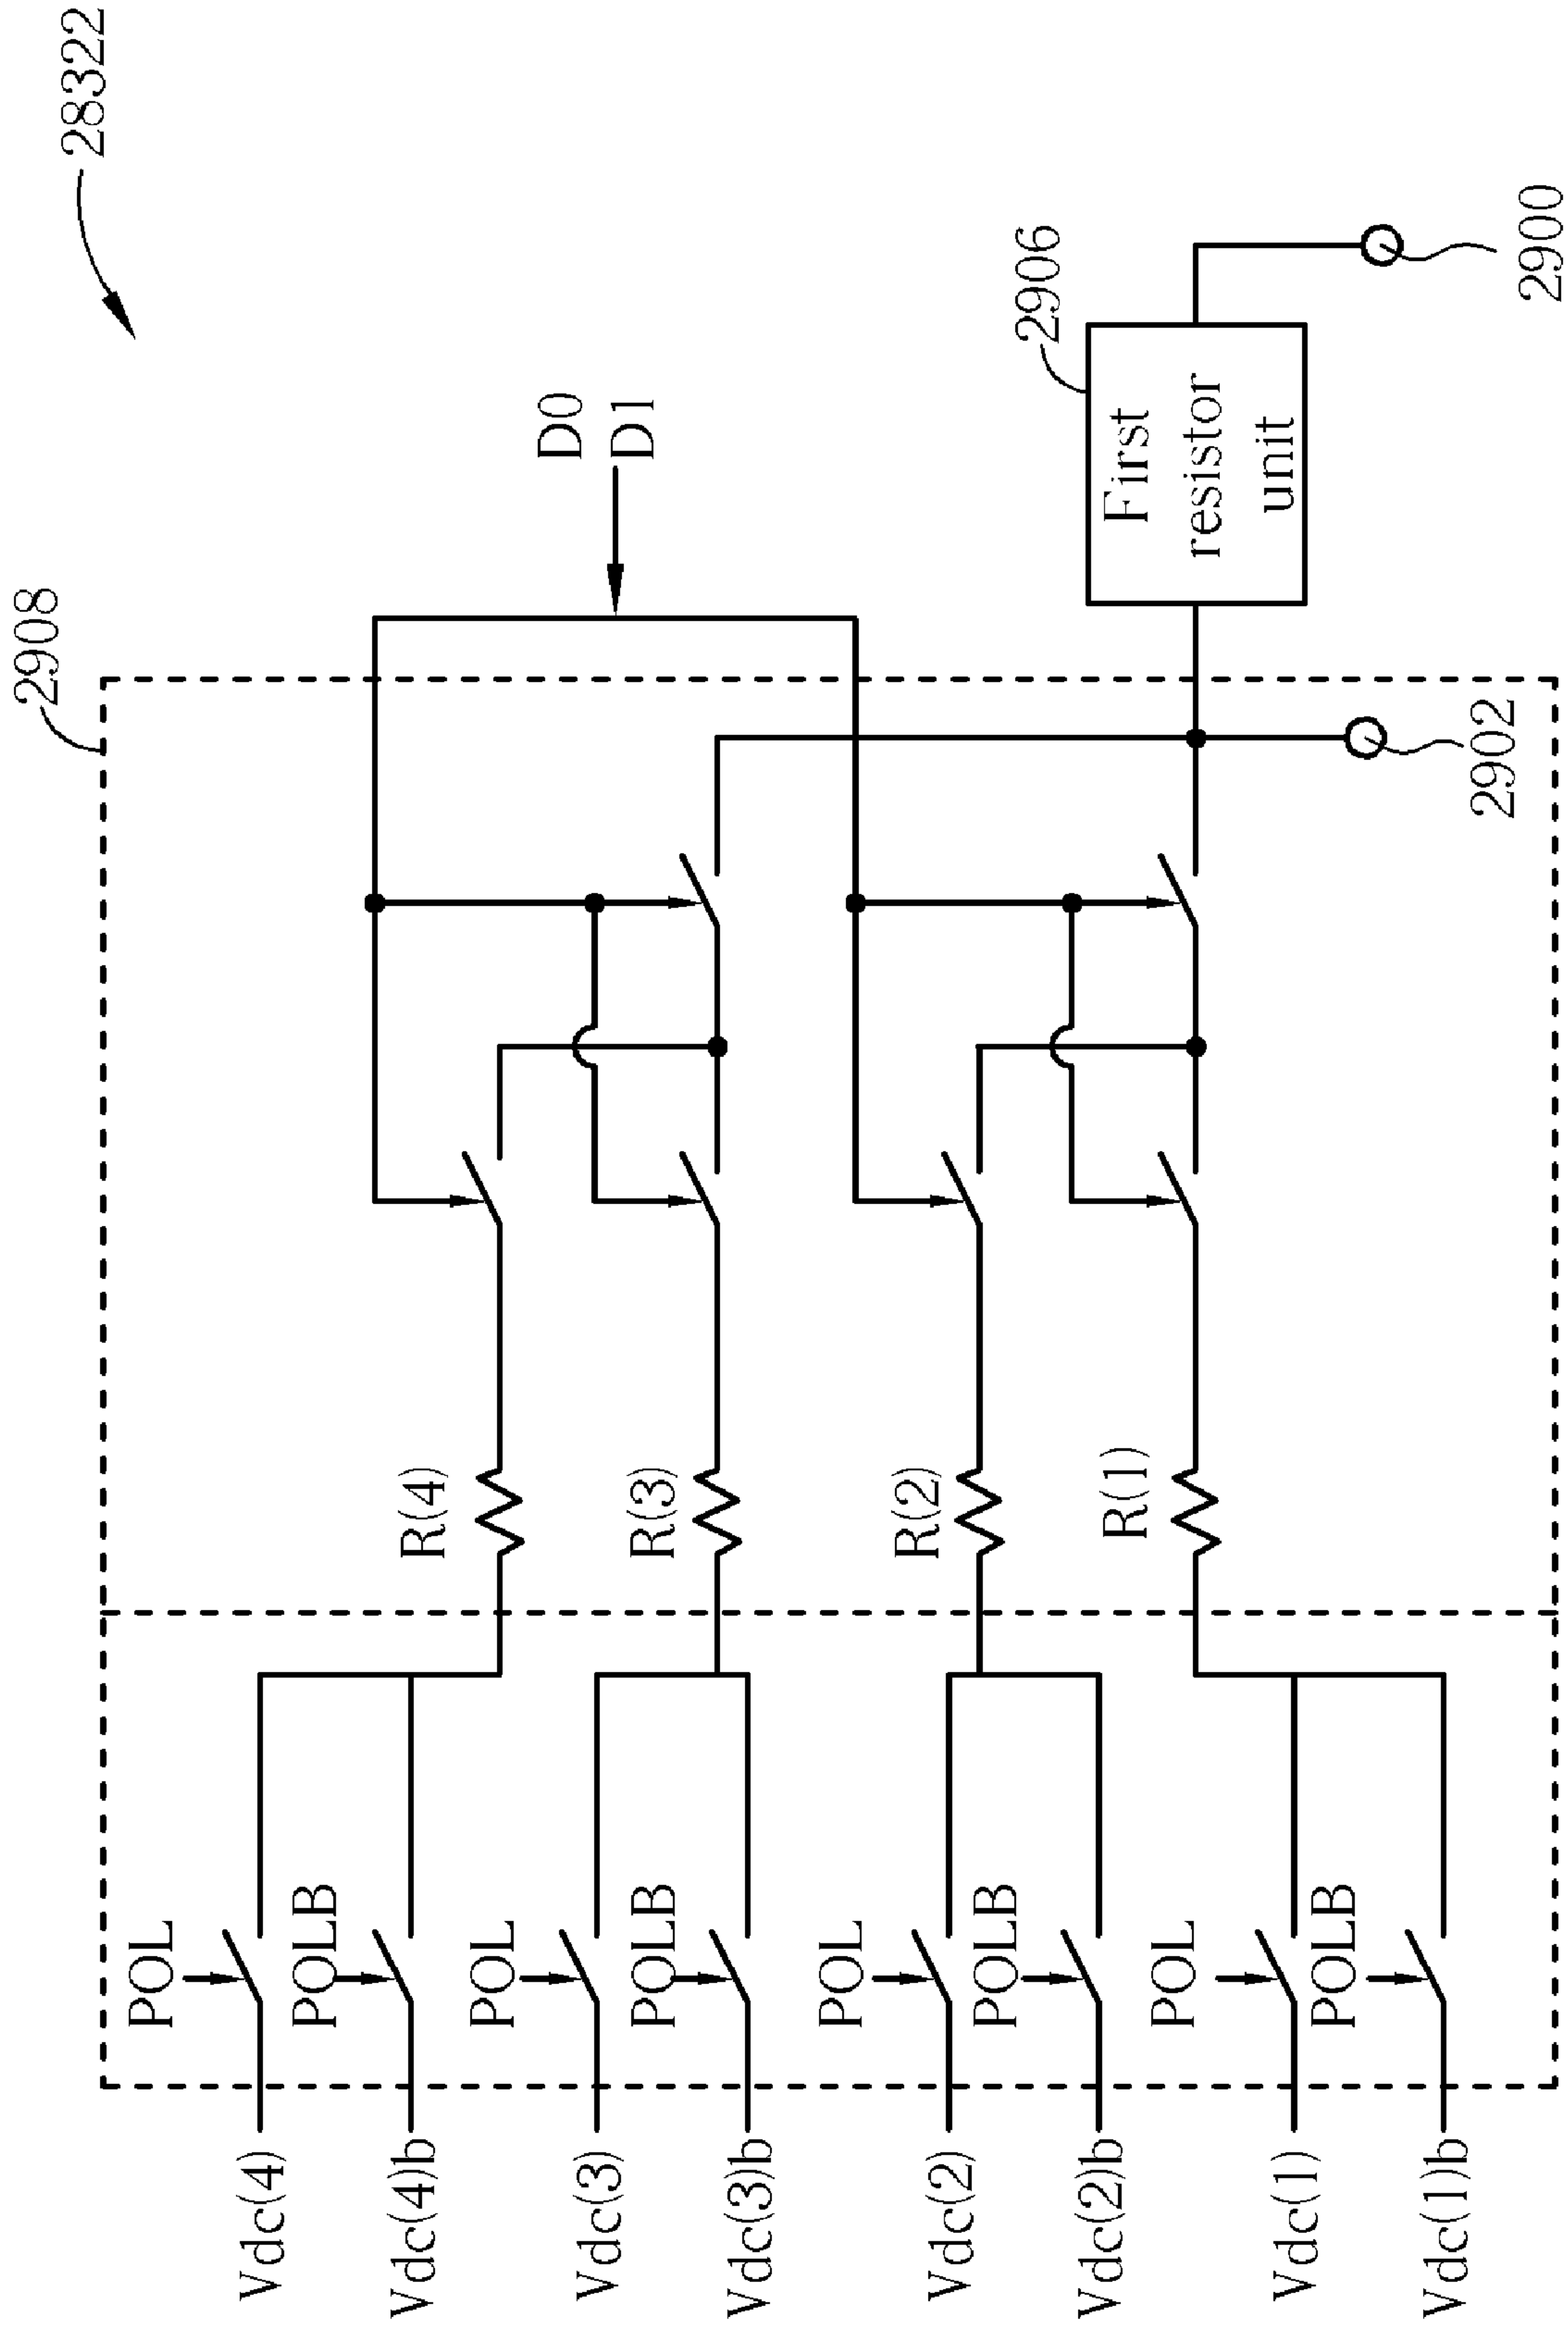 28322
2908
D0
D1
2906
First
resistor
unit
2900
2902
R(4)
R(3)
R(2)
R(1)
POL
POLB
POL
POLB
POL
POLB
POL
POLB
Vdc(4)
Vdc(4)b
Vdc(3)
Vdc(3)b
Vdc(2)
Vdc(2)b
Vdc(1)
Vdc(1)b